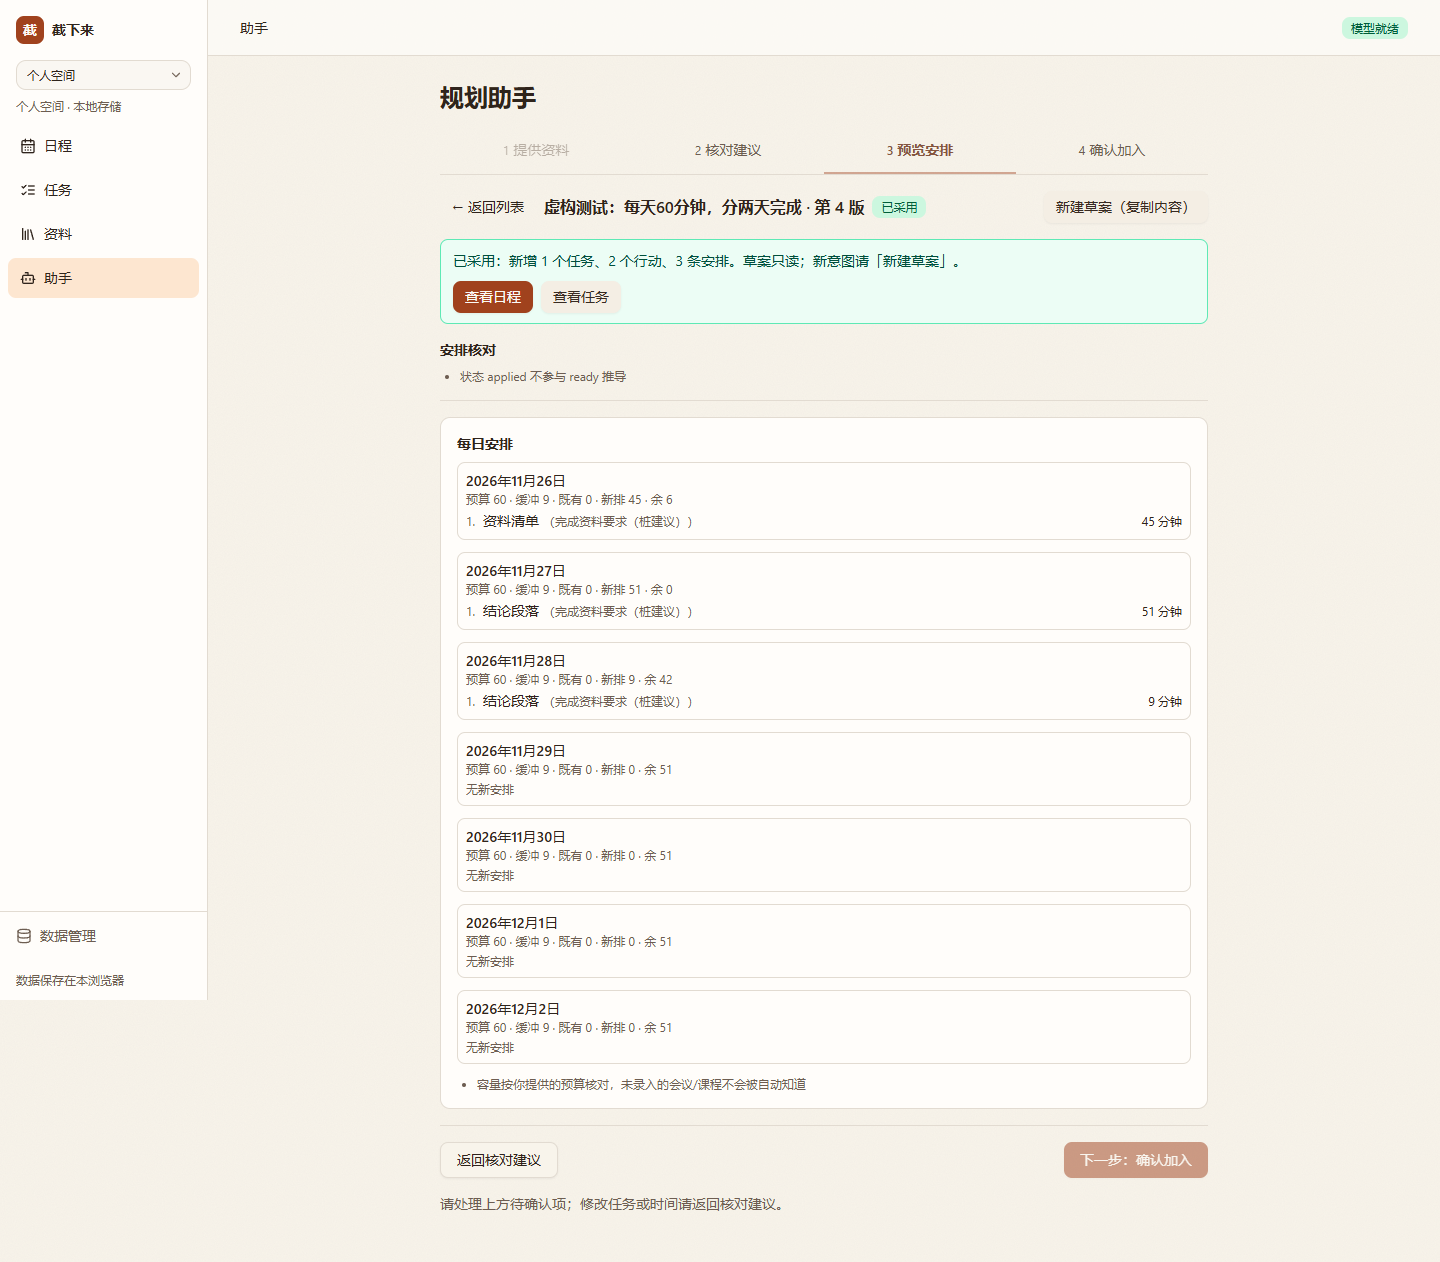 截 截下来
个人空间
个人空间 · 本地存储
日程
任务
资料
助手
数据管理
数据保存在本浏览器
助手
模型就绪
规划助手
1 提供资料
2 核对建议
3 预览安排
4 确认加入
← 返回列表
虚构测试：每天60分钟，分两天完成 · 第 4 版
已采用
新建草案（复制内容）
已采用：新增 1 个任务、2 个行动、3 条安排。草案只读；新意图请「新建草案」。
查看日程
查看任务
安排核对
• 状态 applied 不参与 ready 推导
每日安排
2026年11月26日
预算 60 · 缓冲 9 · 既有 0 · 新排 45 · 余 6
1. 资料清单 （完成资料要求（桩建议）） 45 分钟
2026年11月27日
预算 60 · 缓冲 9 · 既有 0 · 新排 51 · 余 0
1. 结论段落 （完成资料要求（桩建议）） 51 分钟
2026年11月28日
预算 60 · 缓冲 9 · 既有 0 · 新排 9 · 余 42
1. 结论段落 （完成资料要求（桩建议）） 9 分钟
2026年11月29日
预算 60 · 缓冲 9 · 既有 0 · 新排 0 · 余 51
无新安排
2026年11月30日
预算 60 · 缓冲 9 · 既有 0 · 新排 0 · 余 51
无新安排
2026年12月1日
预算 60 · 缓冲 9 · 既有 0 · 新排 0 · 余 51
无新安排
2026年12月2日
预算 60 · 缓冲 9 · 既有 0 · 新排 0 · 余 51
无新安排
• 容量按你提供的预算核对，未录入的会议/课程不会被自动知道
返回核对建议
下一步：确认加入
请处理上方待确认项；修改任务或时间请返回核对建议。